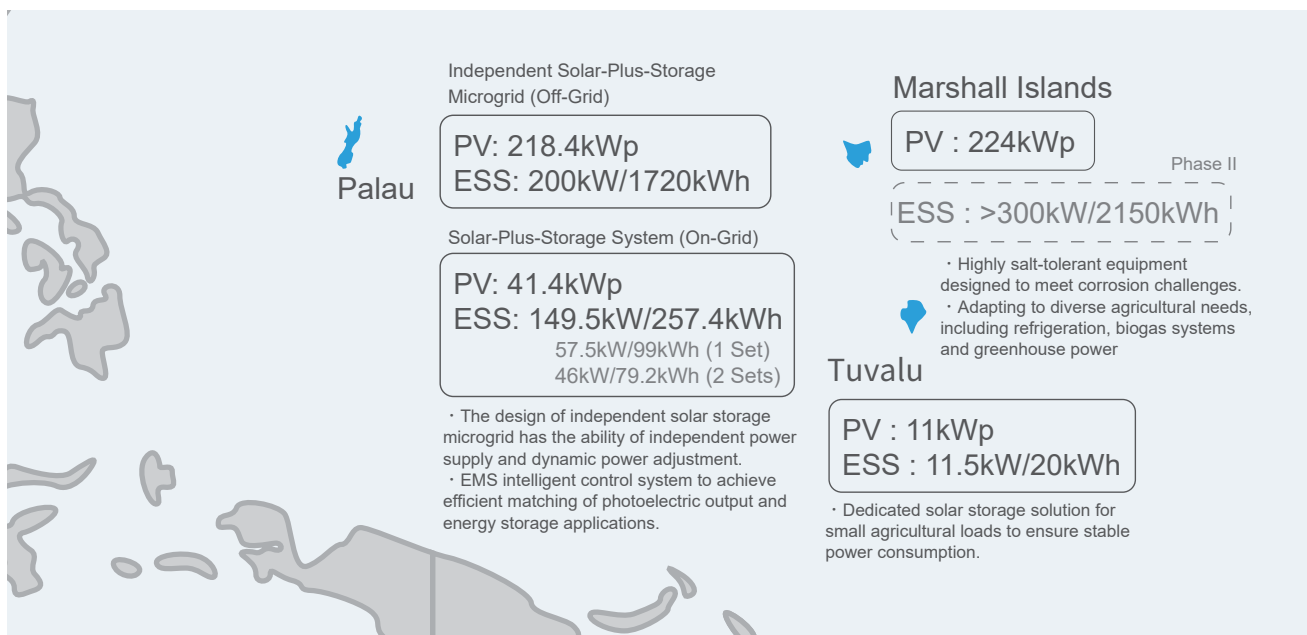 Palau
Independent Solar-Plus-Storage
Microgrid (Off-Grid)
PV: 218.4kWp
ESS: 200kW/1720kWh
Solar-Plus-Storage System (On-Grid)
PV: 41.4kWp
ESS: 149.5kW/257.4kWh
57.5kW/99kWh (1 Set)
46kW/79.2kWh (2 Sets)
・The design of independent solar storage
microgrid has the ability of independent power
supply and dynamic power adjustment.
・EMS intelligent control system to achieve
efficient matching of photoelectric output and
energy storage applications.
Marshall Islands
PV : 224kWp
Phase II
ESS : >300kW/2150kWh
・Highly salt-tolerant equipment
designed to meet corrosion challenges.
・Adapting to diverse agricultural needs,
including refrigeration, biogas systems
and greenhouse power
Tuvalu
PV : 11kWp
ESS : 11.5kW/20kWh
・Dedicated solar storage solution for
small agricultural loads to ensure stable
power consumption.